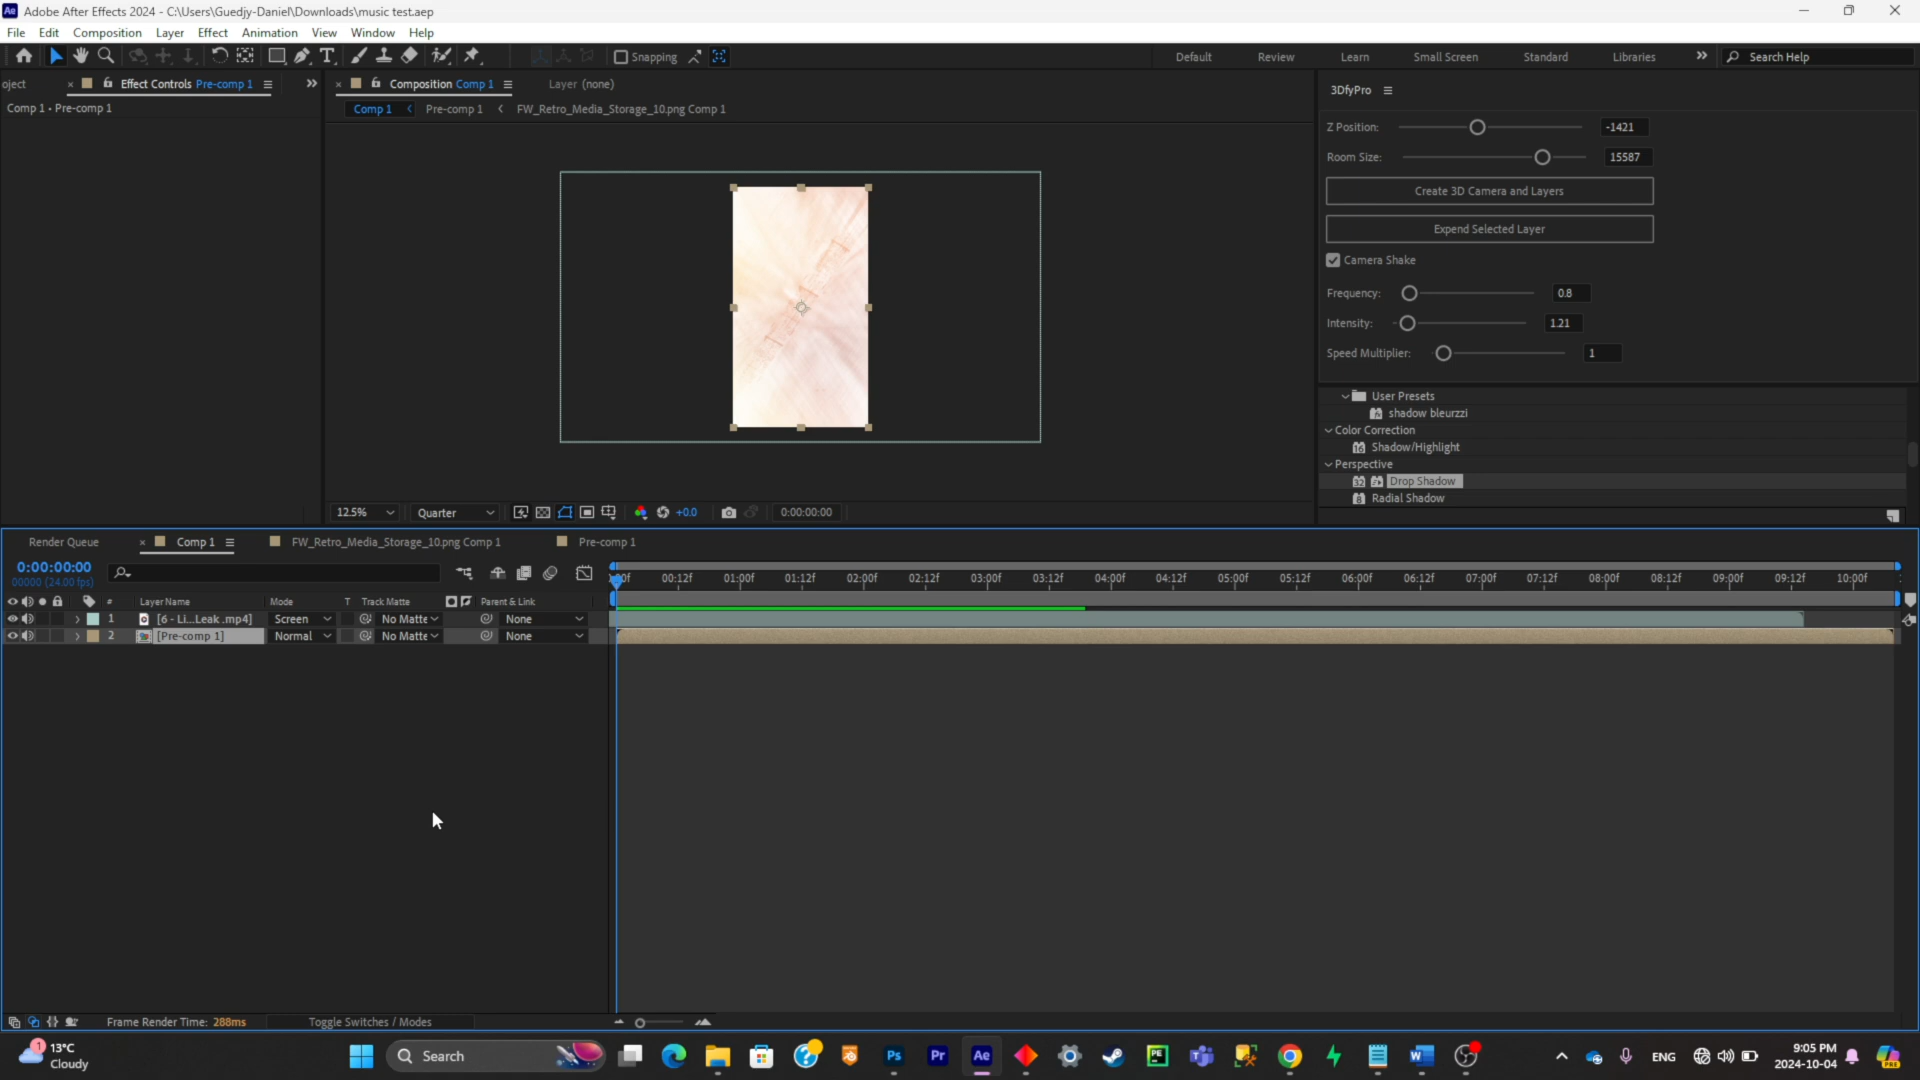 Adobe After Effects 2024 - C:\Users\Guedjy-Daniel\Downloads\music test.aep
File Edit Composition Layer Effect Animation View Window Help
Snapping
Default Review Learn Small Screen Standard Libraries Search Help
oject Effect Controls Pre-comp 1
Composition Comp 1 Layer (none)
Comp 1 • Pre-comp 1
Comp 1 Pre-comp 1 FW_Retro_Media_Storage_10.png Comp 1
3DfyPro
Z Position: -1421
Room Size: 15587
Create 3D Camera and Layers
Expend Selected Layer
Camera Shake
Frequency: 0.8
Intensity: 1.21
Speed Multiplier: 1
User Presets
shadow bleurzzi
Color Correction
Shadow/Highlight
Perspective
Drop Shadow
Radial Shadow
12.5% Quarter +0.0 0:00:00:00
Render Queue Comp 1 FW_Retro_Media_Storage_10.png Comp 1 Pre-comp 1
0:00:00:00
00000 (24.00 fps)
00:12f 01:00f 01:12f 02:00f 02:12f 03:00f 03:12f 04:00f 04:12f 05:00f 05:12f 06:00f 06:12f 07:00f 07:12f 08:00f 08:12f 09:00f 09:12f 10:00f
# Layer Name Mode T Track Matte Parent & Link
1 [6 - Li...Leak .mp4] Screen No Matte None
2 [Pre-comp 1] Normal No Matte None
Frame Render Time: 288ms Toggle Switches / Modes
1 13°C
Cloudy
Search
Ps Pr Ae PE
ENG
9:05 PM
2024-10-04